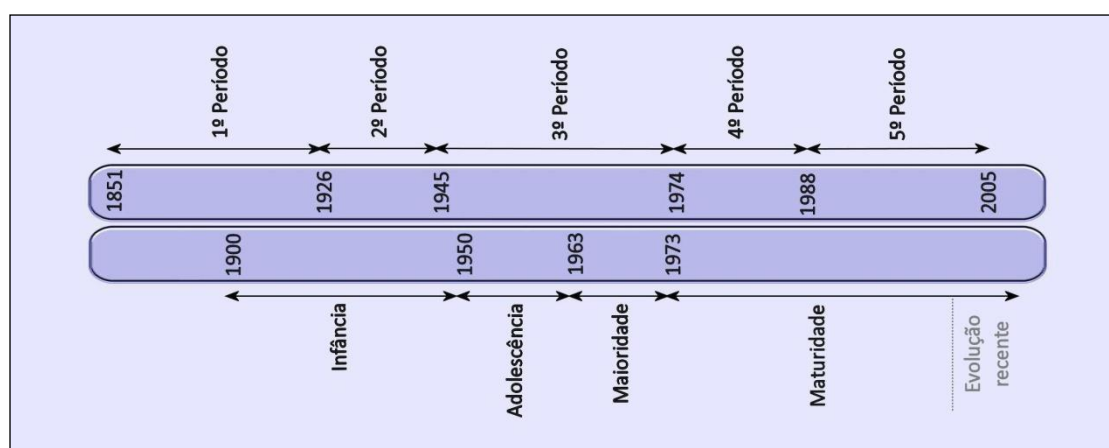 1º Período
2º Período
3º Período
4º Período
5º Período
1851
1926
1945
1974
1988
2005
1900
1950
1963
1973
Infância
Adolescência
Maioridade
Maturidade
Evolução
recente